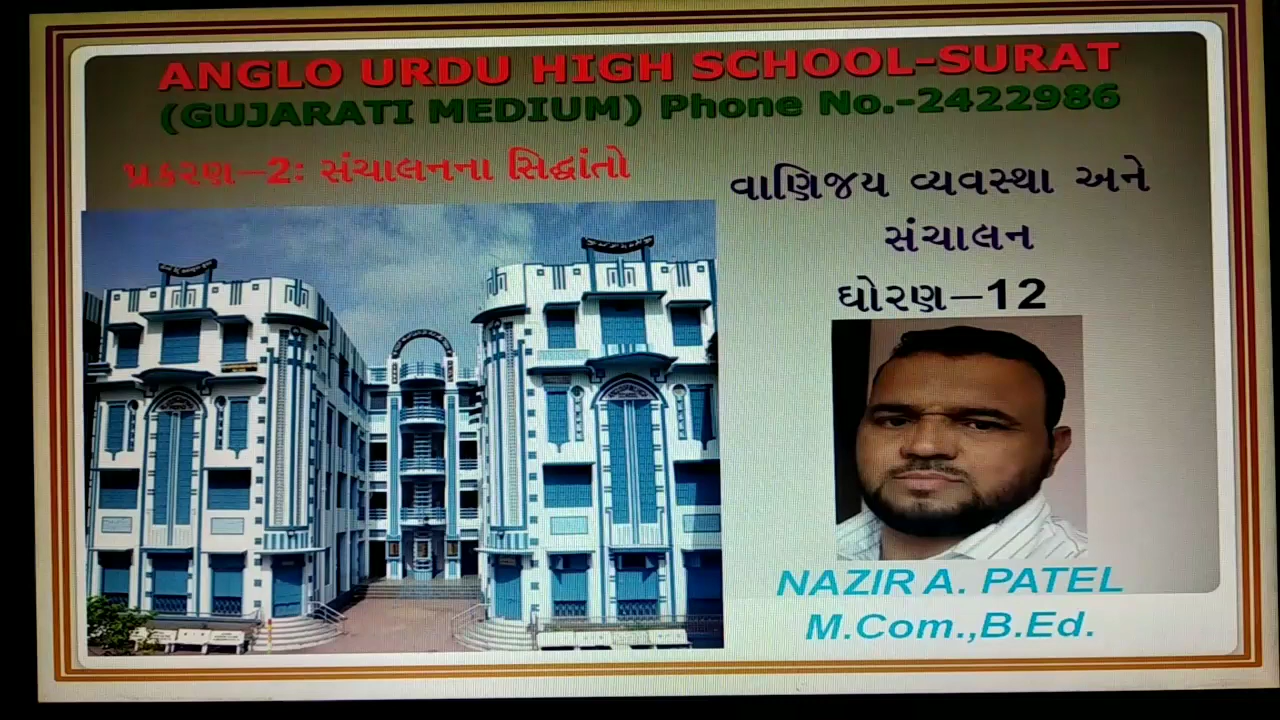 ANGLO URDU HIGH SCHOOL-SURAT
(GUJARATI MEDIUM) Phone No.-2422986
પ્રકરણ–2: સંચાલનના સિદ્ધાંતો
વાણિજય વ્યવસ્થા અને
સંચાલન
ધોરણ–12
NAZIR A. PATEL
M.Com.,B.Ed.